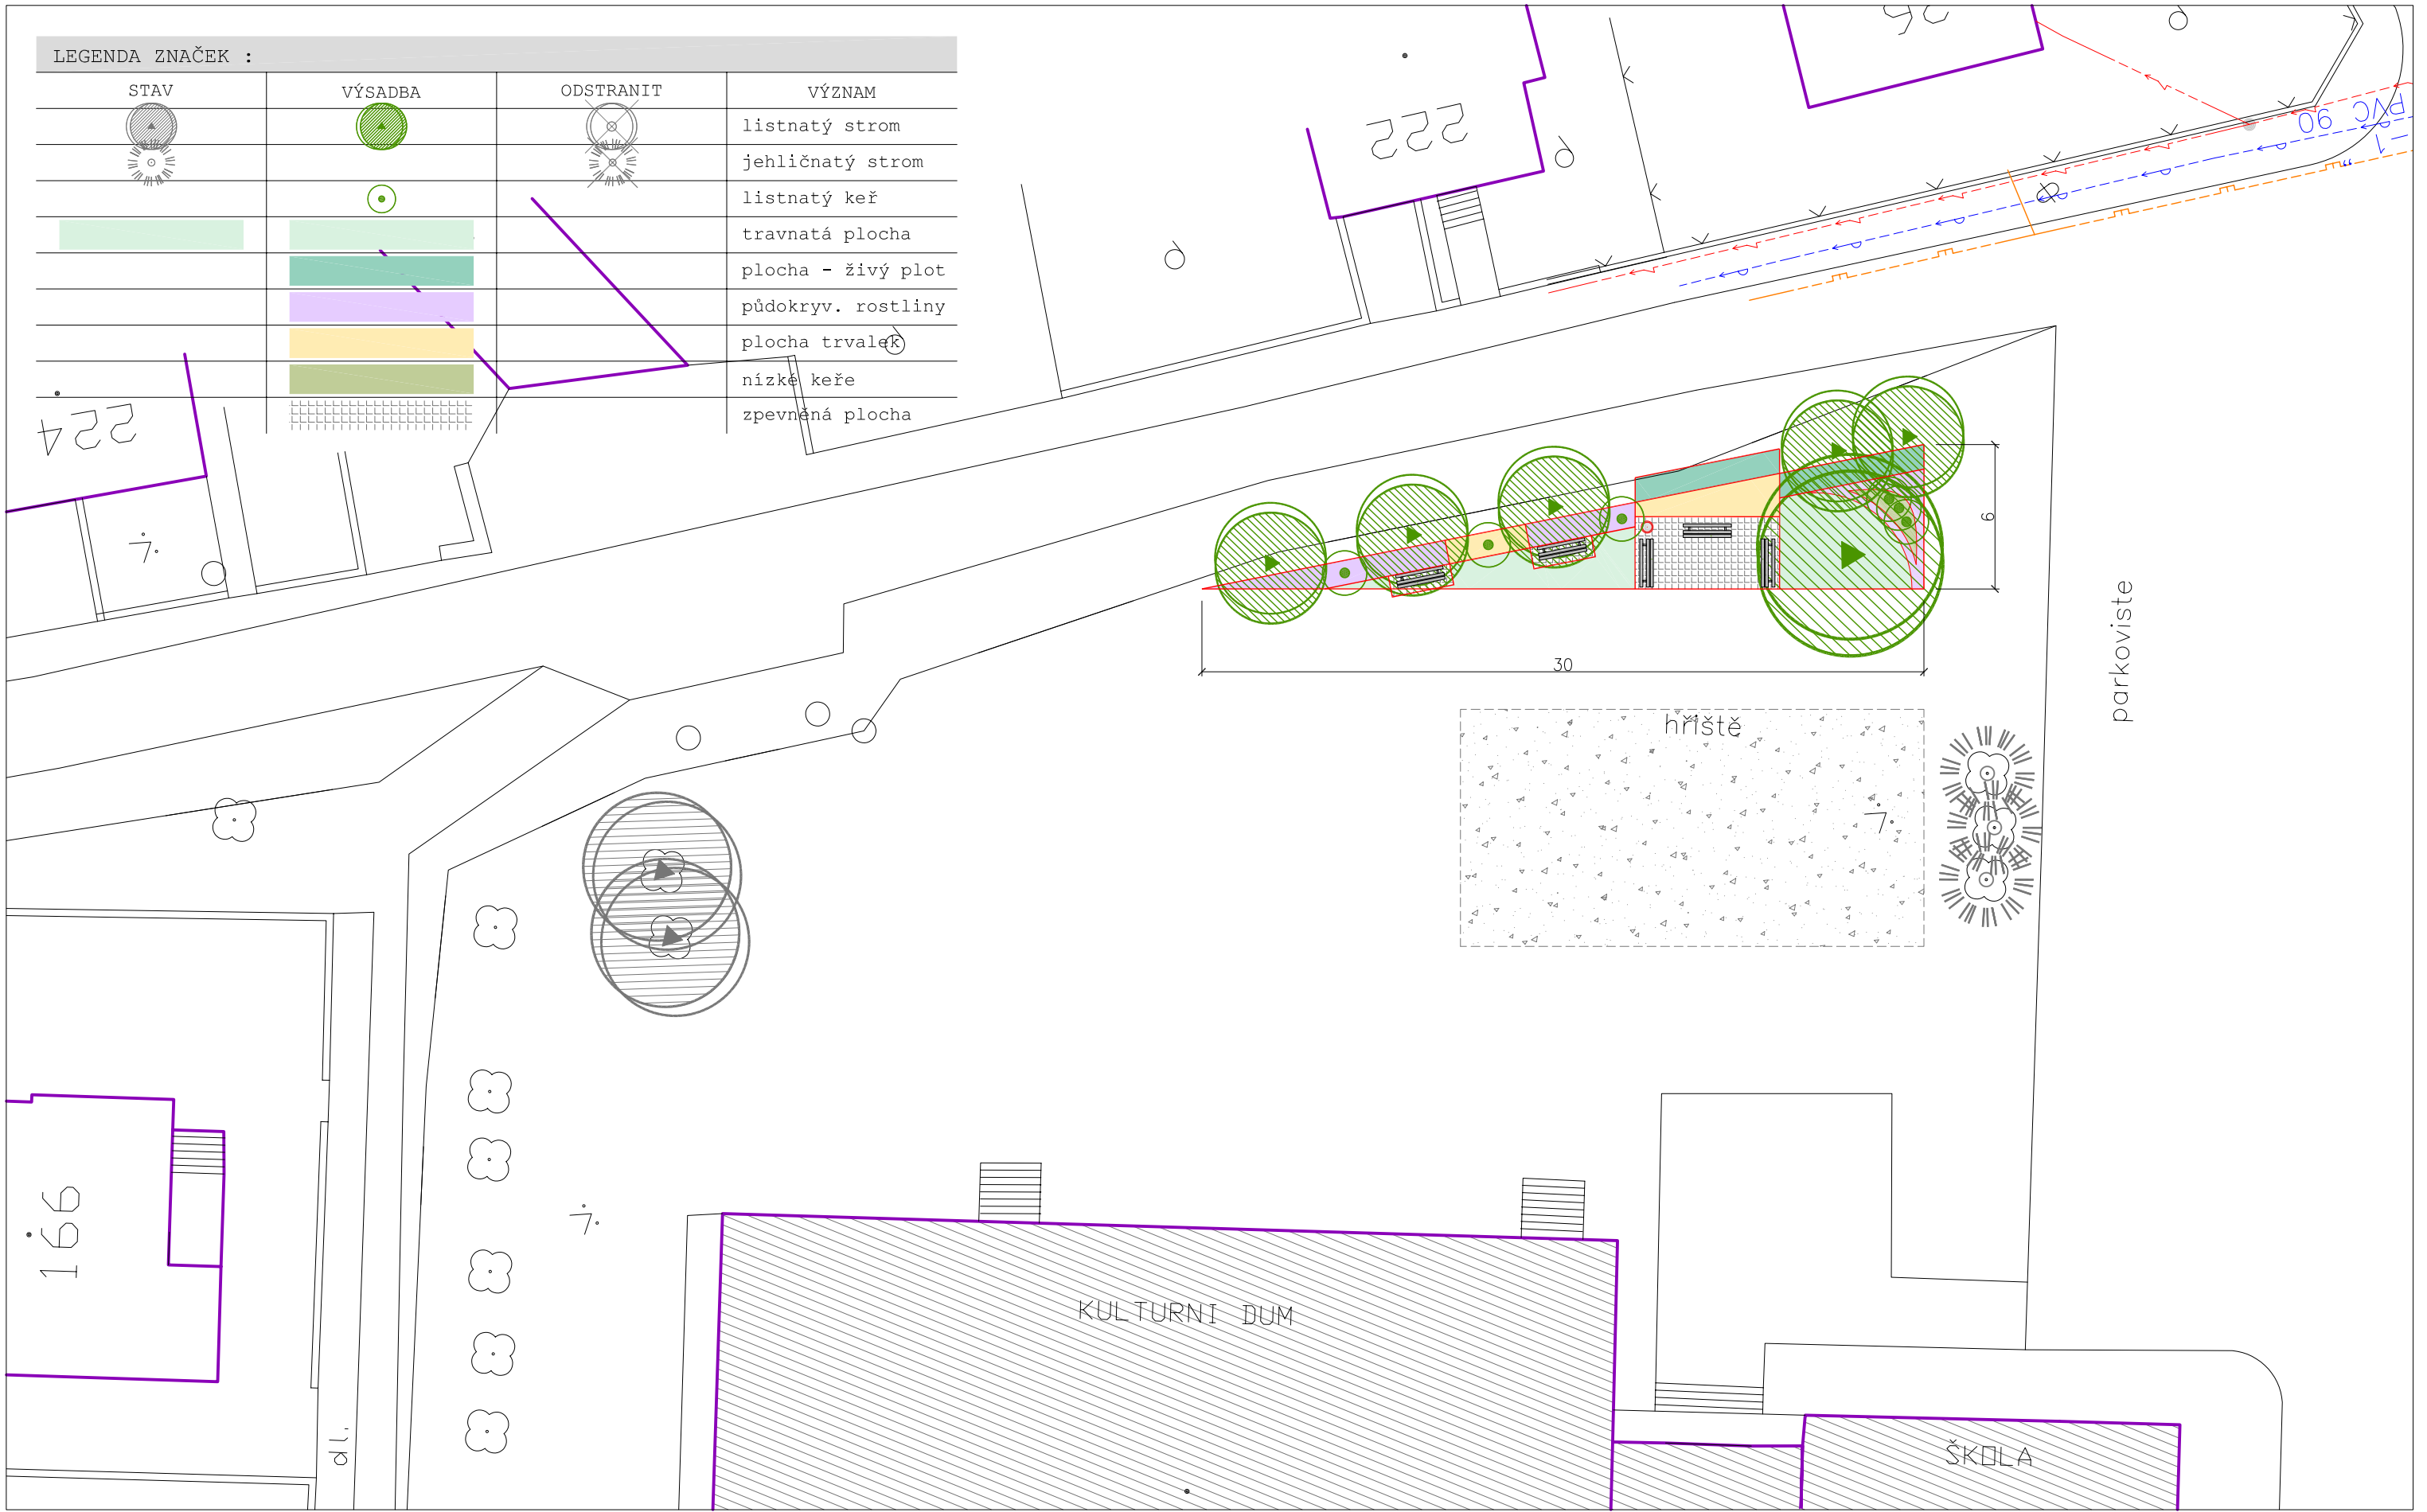 LEGENDA ZNAČEK :
STAV VÝSADBA ODSTRANIT VÝZNAM
listnatý strom
jehličnatý strom
listnatý keř
travnatá plocha
plocha - živý plot
půdokryv. rostliny
plocha trvalek
nízké keře
zpevněná plocha
224
222
PVC 90
6
30
parkoviste
hřiště
166
dl.
KULTURNI DUM
ŠKOLA